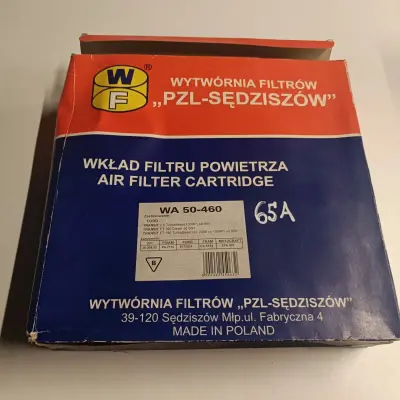 W
F
WYTWÓRNIA FILTRÓW
„PZL-SĘDZISZÓW”
WKŁAD FILTRU POWIETRZA
AIR FILTER CARTRIDGE
WA 50-460
65A
FORD
WYTWÓRNIA FILTRÓW „PZL-SĘDZISZÓW”
39-120 Sędziszów Młp.ul. Fabryczna 4
MADE IN POLAND